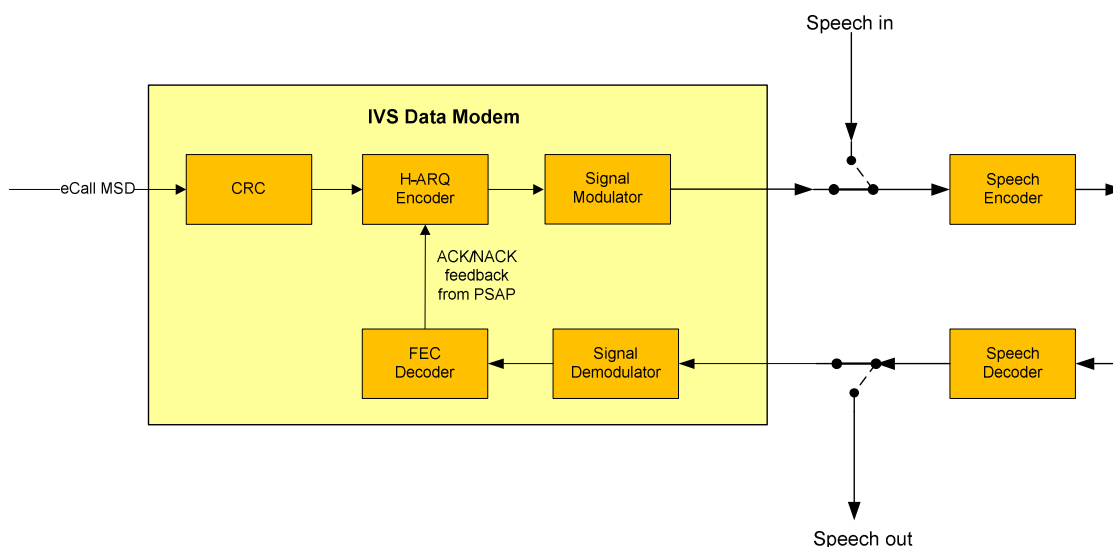 Speech in
IVS Data Modem
eCall MSD
CRC
H-ARQ
Encoder
Signal
Modulator
Speech
Encoder
ACK/NACK
feedback
from PSAP
FEC
Decoder
Signal
Demodulator
Speech
Decoder
Speech out